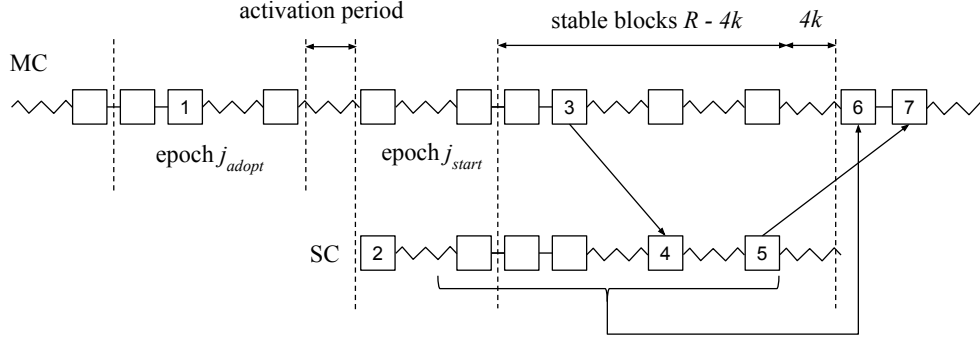 activation period
stable blocks R - 4k
4k
MC
1
3
6
7
epoch j_adopt
epoch j_start
SC
2
4
5